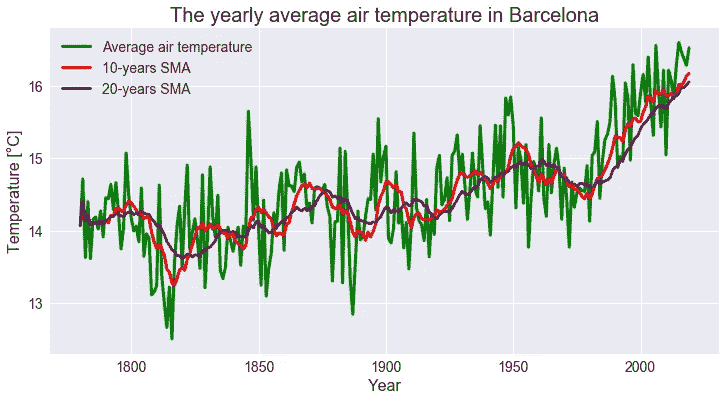 The yearly average air temperature in Barcelona
Average air temperature
10-years SMA
20-years SMA
Temperature [°C]
16
15
14
13
1800
1850
1900
1950
2000
Year